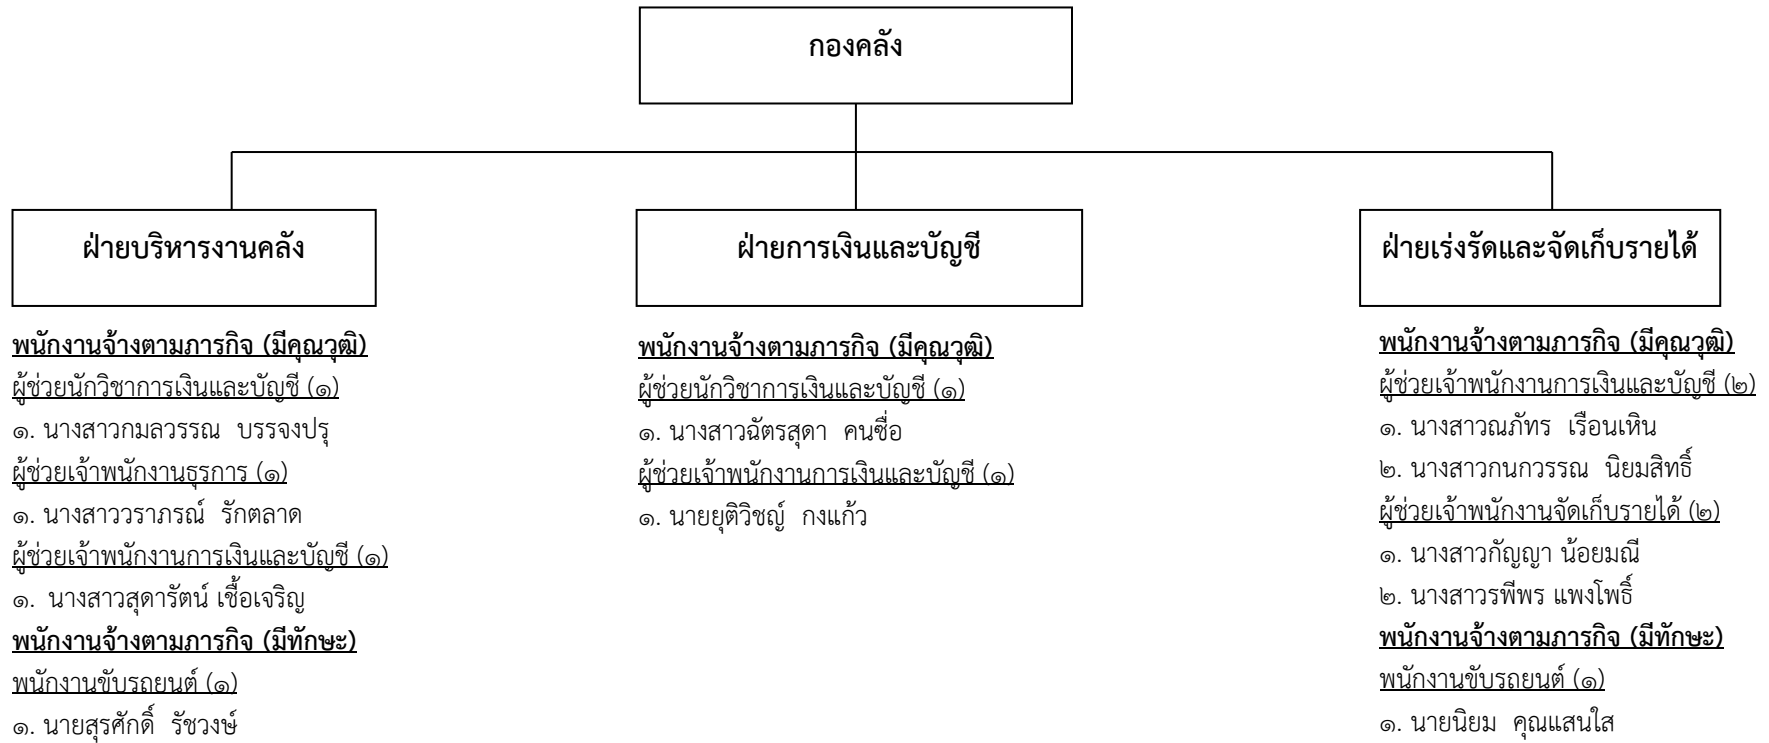 กองคลัง
ฝ่ายบริหารงานคลัง
พนักงานจ้างตามภารกิจ (มีคุณวุฒิ)
ผู้ช่วยนักวิชาการเงินและบัญชี (๑)
๑. นางสาวกมลวรรณ บรรจงปรุ
ผู้ช่วยเจ้าพนักงานธุรการ (๑)
๑. นางสาววราภรณ์ รักตลาด
ผู้ช่วยเจ้าพนักงานการเงินและบัญชี (๑)
๑. นางสาวสุดารัตน์ เชื้อเจริญ
พนักงานจ้างตามภารกิจ (มีทักษะ)
พนักงานขับรถยนต์ (๑)
๑. นายสุรศักดิ์ รัชวงษ์
ฝ่ายการเงินและบัญชี
พนักงานจ้างตามภารกิจ (มีคุณวุฒิ)
ผู้ช่วยนักวิชาการเงินและบัญชี (๑)
๑. นางสาวฉัตรสุดา คนซื่อ
ผู้ช่วยเจ้าพนักงานการเงินและบัญชี (๑)
๑. นายยุติวิชญ์ กงแก้ว
ฝ่ายเร่งรัดและจัดเก็บรายได้
พนักงานจ้างตามภารกิจ (มีคุณวุฒิ)
ผู้ช่วยเจ้าพนักงานการเงินและบัญชี (๒)
๑. นางสาวณภัทร เรือนเหิน
๒. นางสาวกนกวรรณ นิยมสิทธิ์
ผู้ช่วยเจ้าพนักงานจัดเก็บรายได้ (๒)
๑. นางสาวกัญญา น้อยมณี
๒. นางสาวรพีพร แพงโพธิ์
พนักงานจ้างตามภารกิจ (มีทักษะ)
พนักงานขับรถยนต์ (๑)
๑. นายนิยม คุณแสนใส